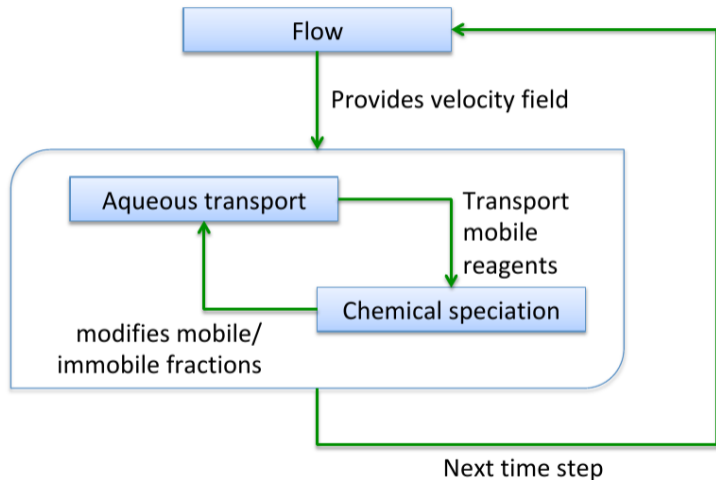 Flow
Provides velocity field
Aqueous transport
Transport
mobile
reagents
Chemical speciation
modifies mobile/
immobile fractions
Next time step